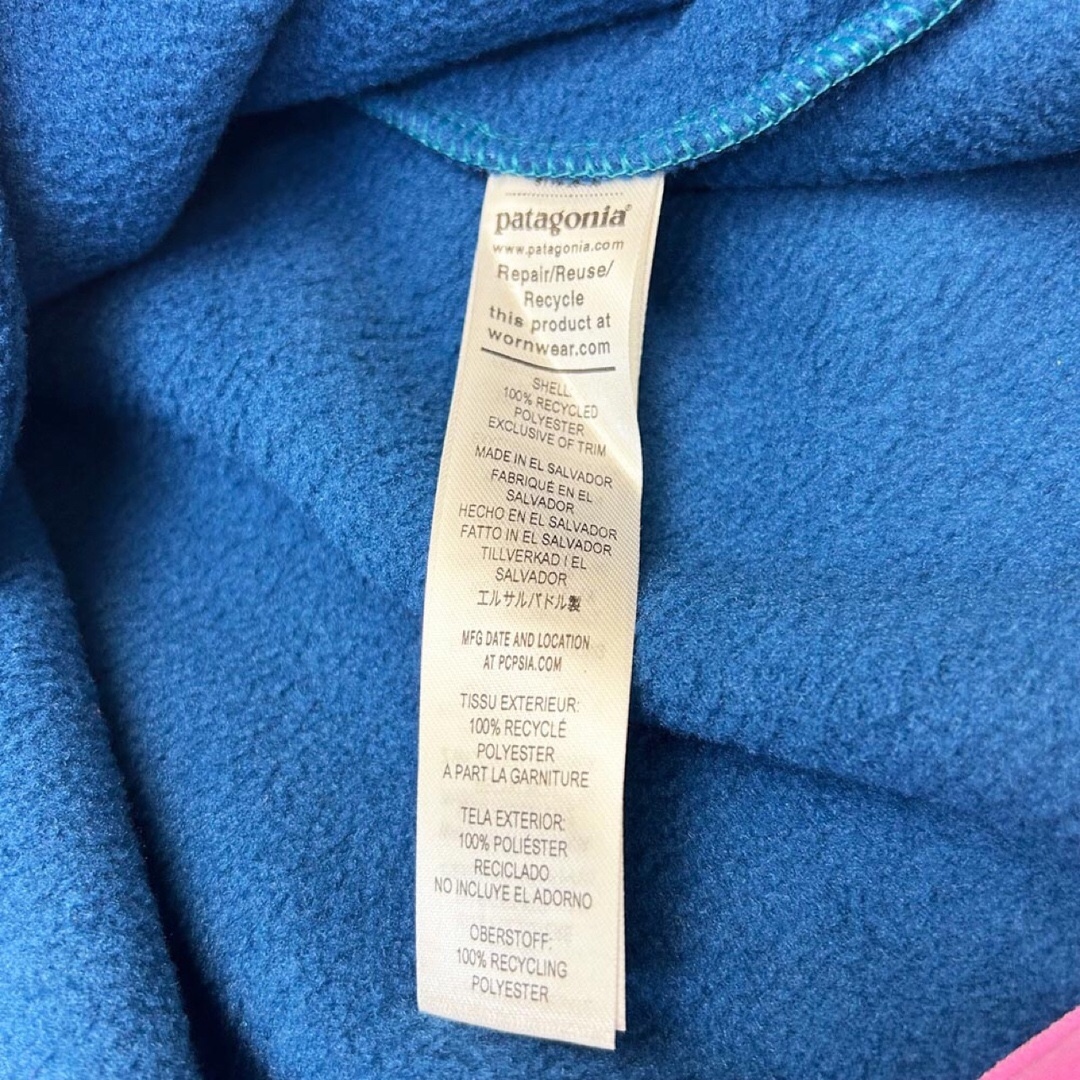 patagonia®
www.patagonia.com
Repair/Reuse/
Recycle
this product at
wornwear.com
SHELL:
100% RECYCLED
POLYESTER
EXCLUSIVE OF TRIM
MADE IN EL SALVADOR
FABRIQUÉ EN EL
SALVADOR
HECHO EN EL SALVADOR
FATTO IN EL SALVADOR
TILLVERKAD I EL
SALVADOR
エルサルバドル製
MFG DATE AND LOCATION
AT PCPSIA.COM
TISSU EXTERIEUR:
100% RECYCLÉ
POLYESTER
A PART LA GARNITURE
TELA EXTERIOR:
100% POLIÉSTER
RECICLADO
NO INCLUYE EL ADORNO
OBERSTOFF:
100% RECYCLING
POLYESTER